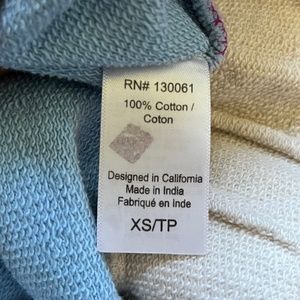 RN# 130061
100% Cotton /
Coton
Designed in California
Made in India
Fabriqué en Inde
XS/TP